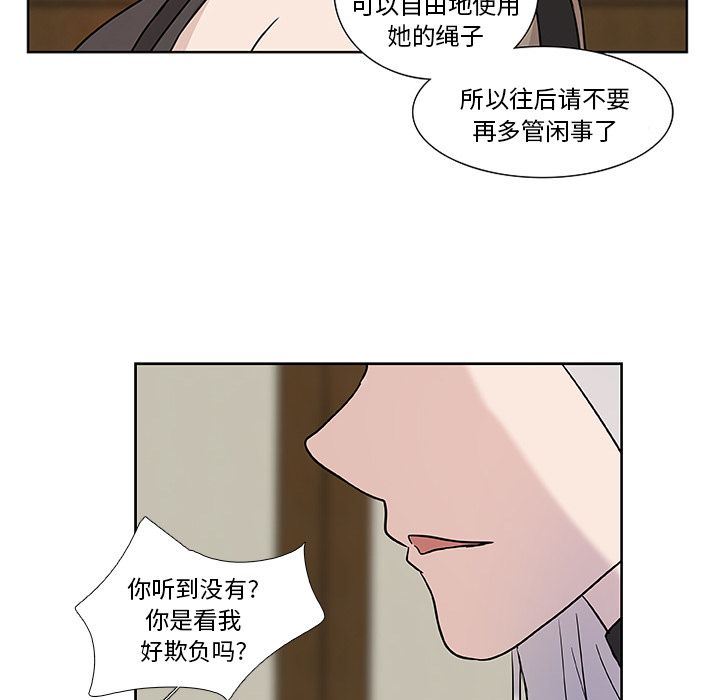 可以自由地使用
她的绳子
所以往后请不要
再多管闲事了
你听到没有?
你是看我
好欺负吗?